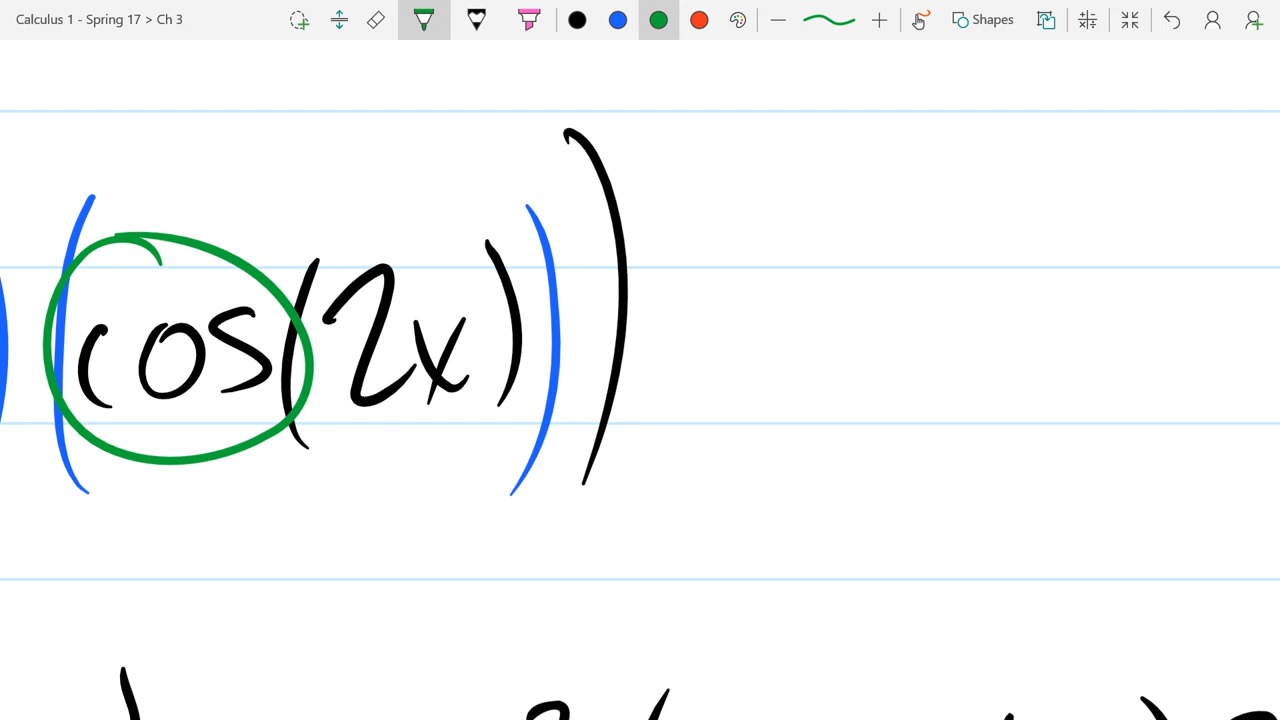 Calculus 1 - Spring 17 > Ch 3 Shapes
(cos(2x)))